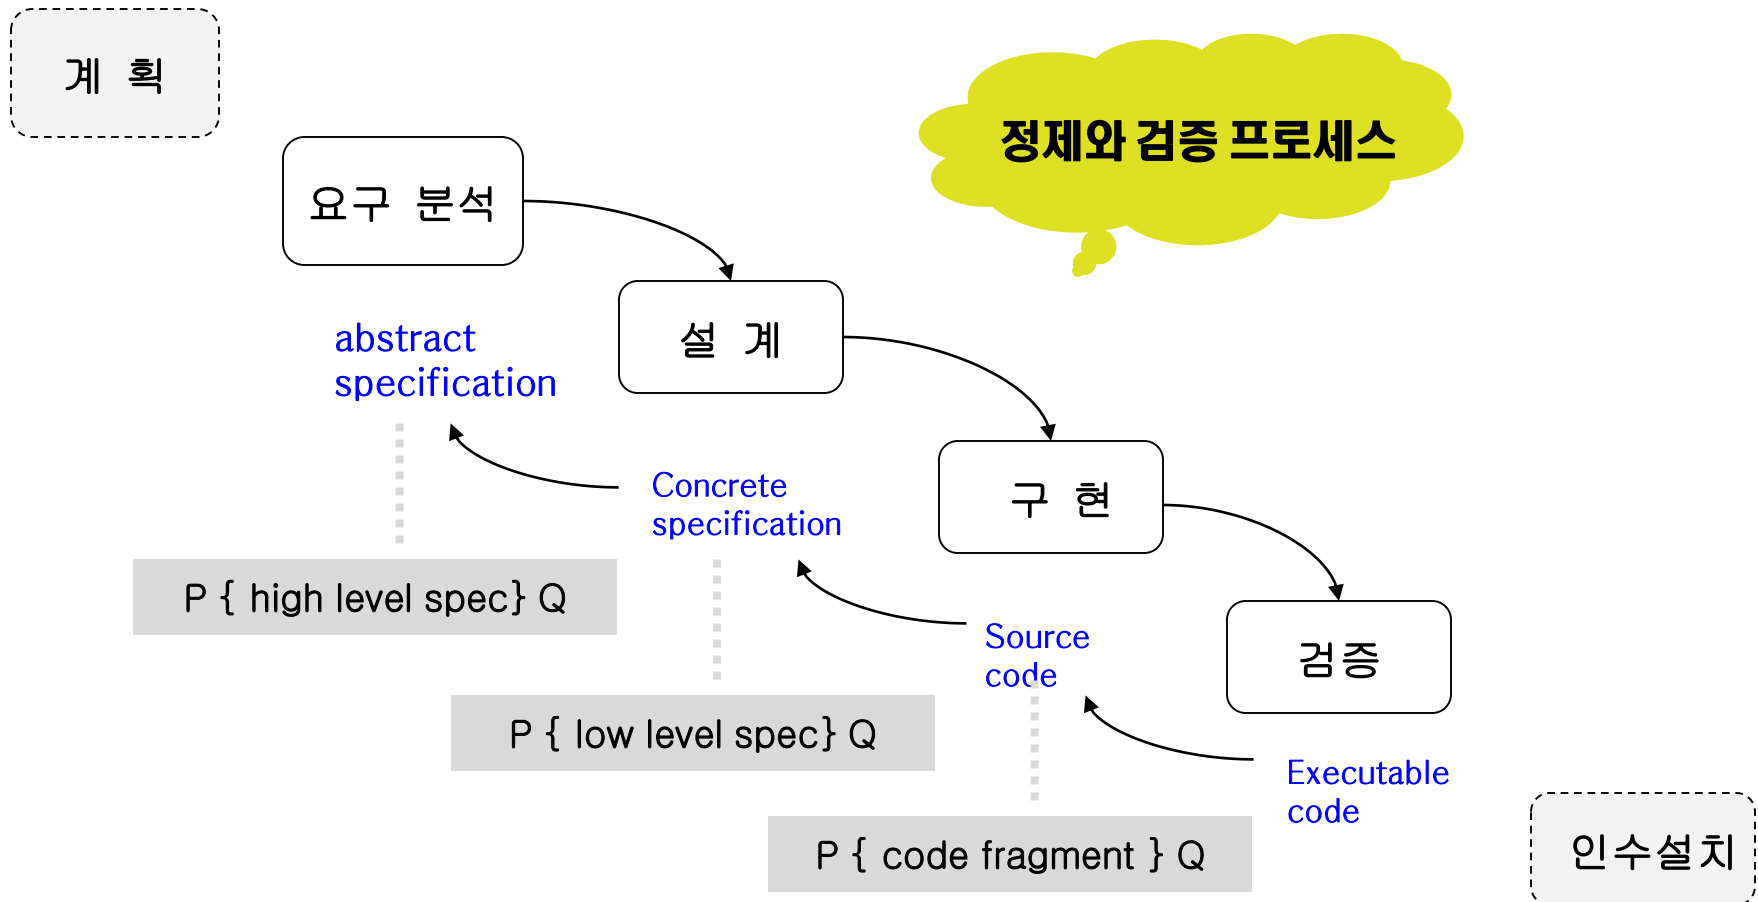 계 획
정제와 검증 프로세스
요구 분석
설 계
abstract
specification
구 현
Concrete
specification
P { high level spec} Q
Source
code
검증
P { low level spec} Q
Executable
code
P { code fragment } Q
인수설치